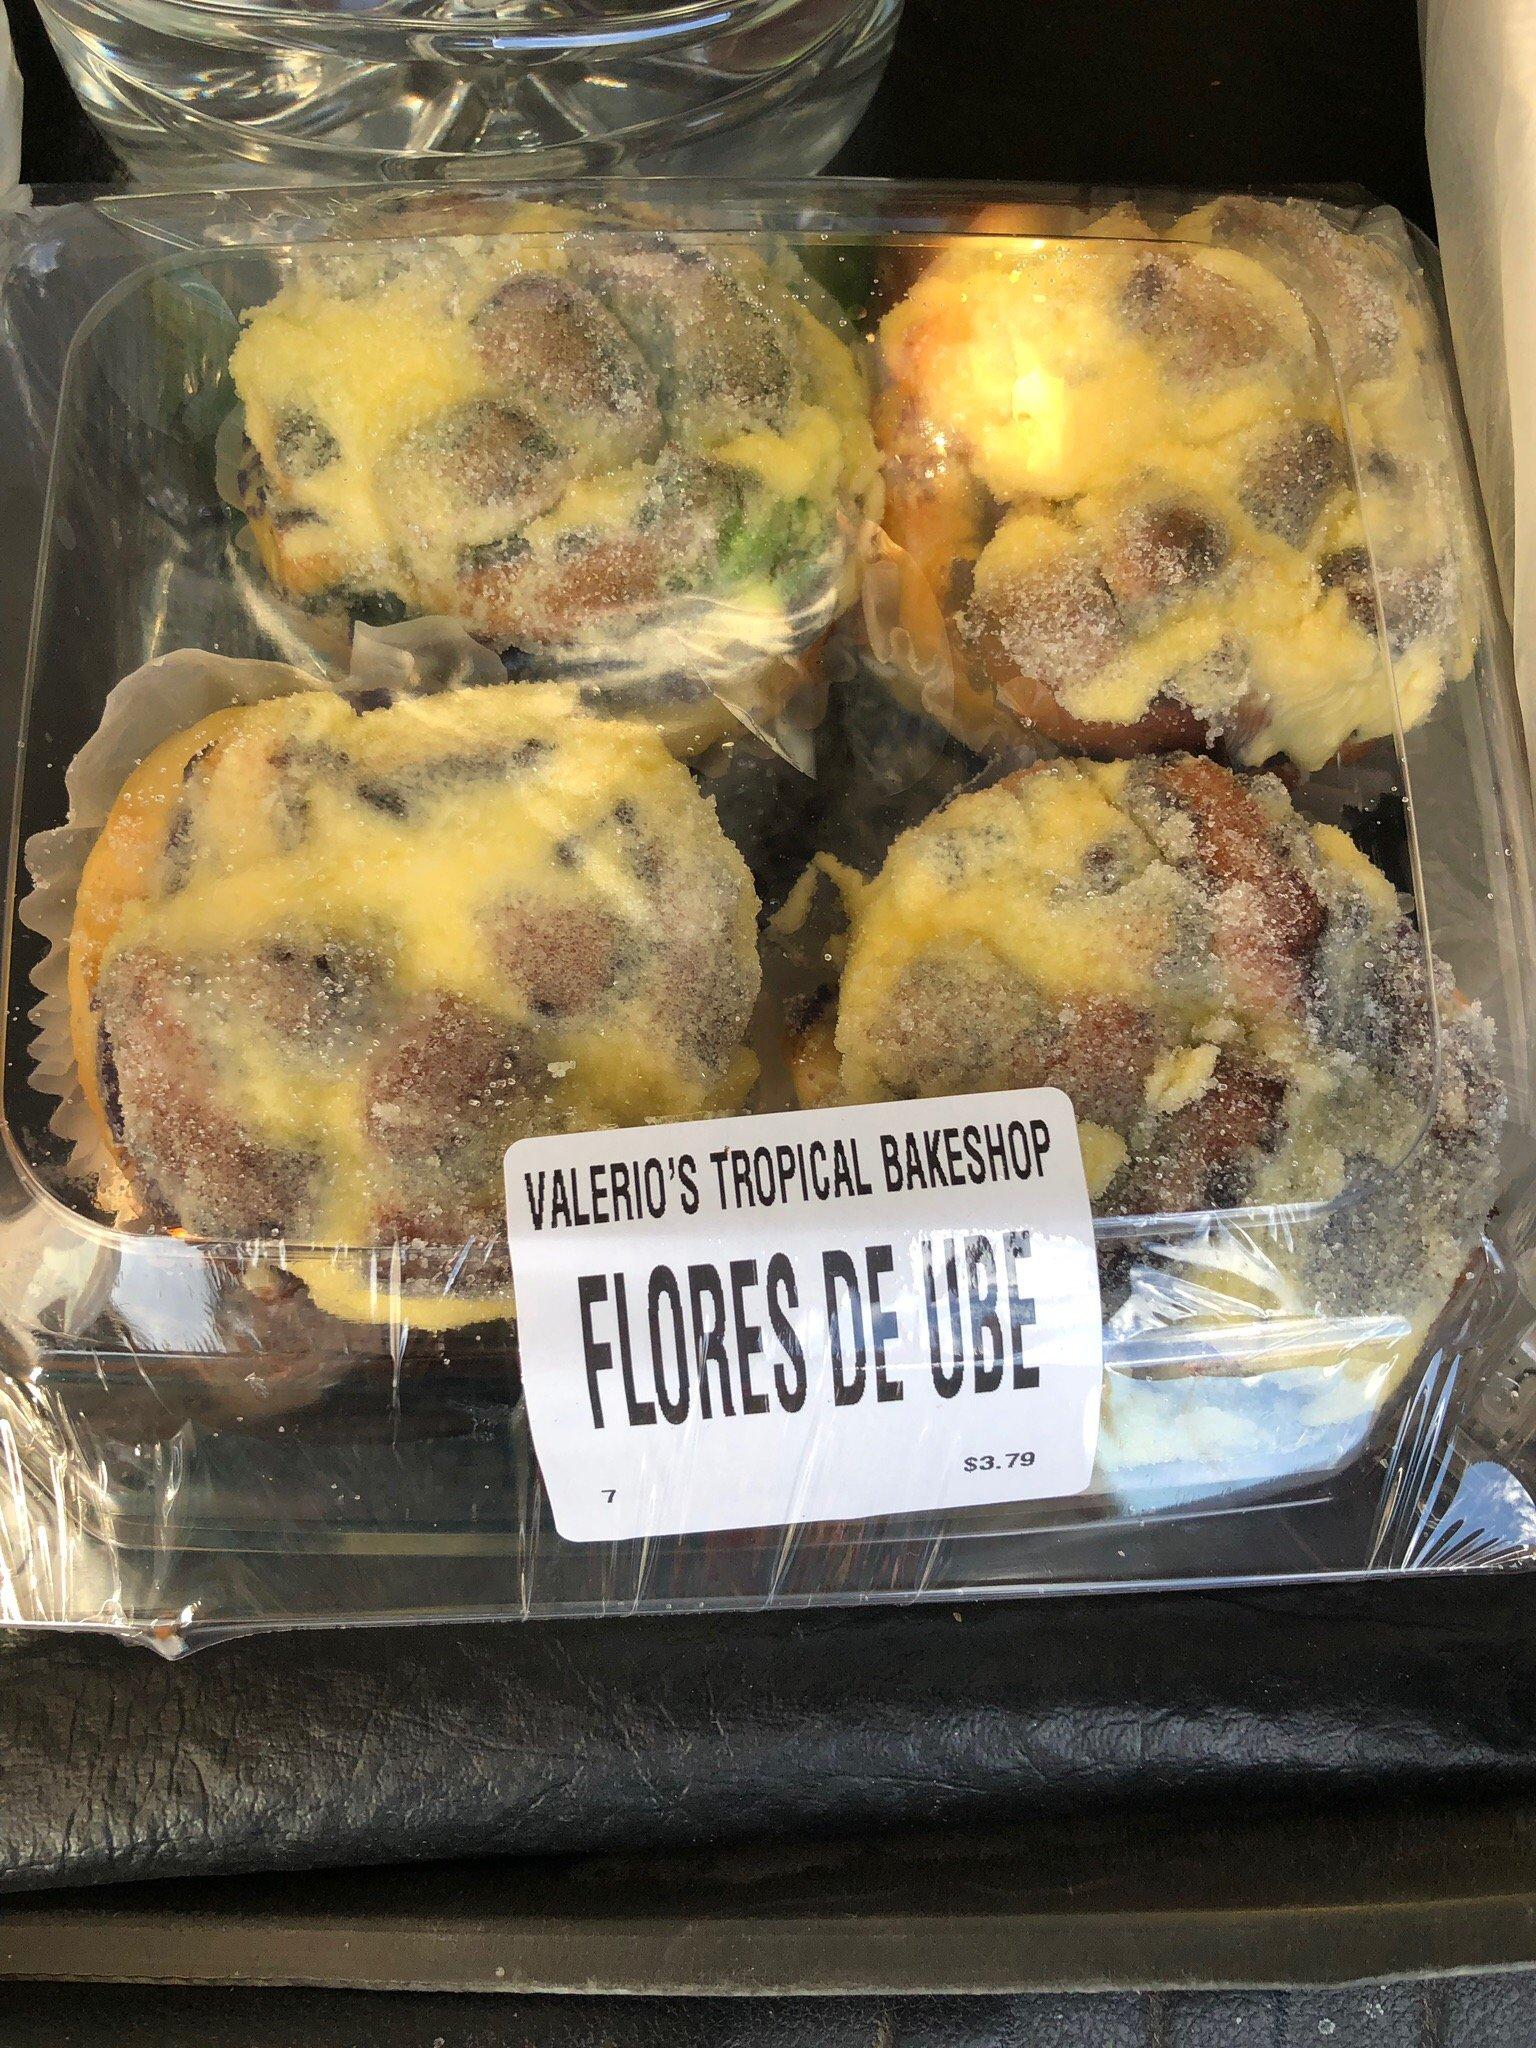 VALERIO'S TROPICAL BAKESHOP
FLORES DE UBE
$3.79
7